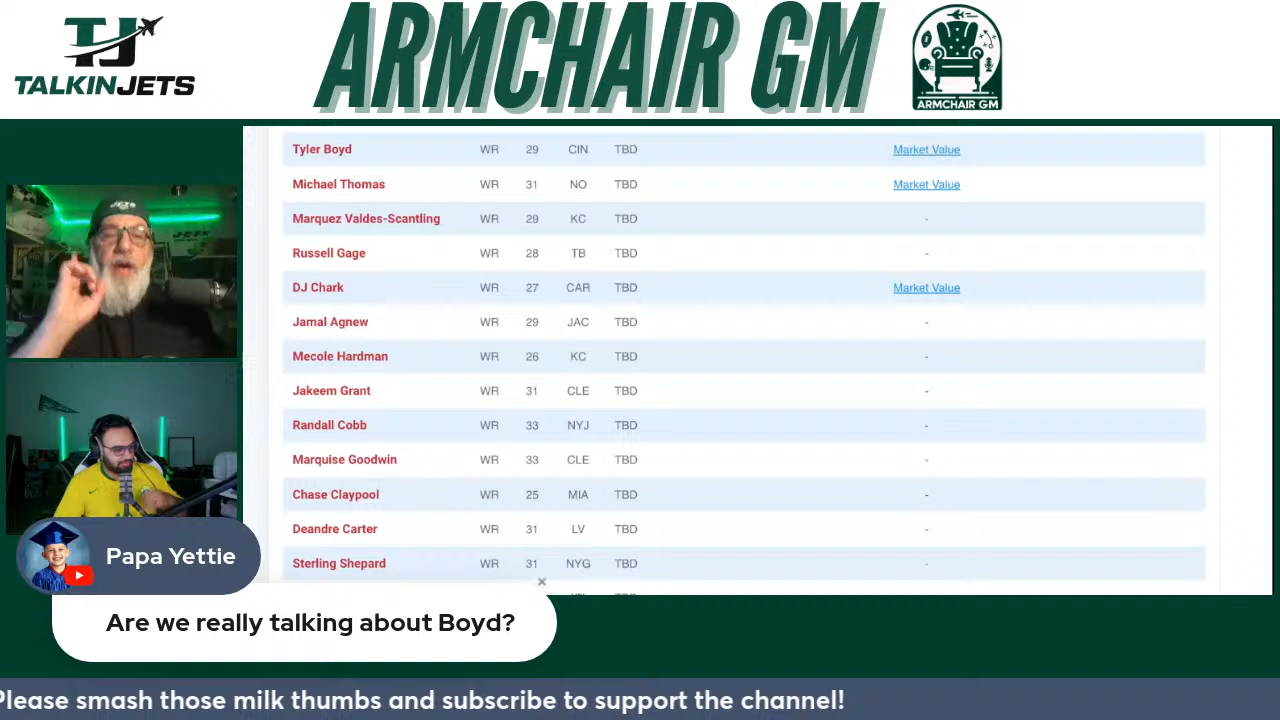 TJ
TALKINJETS
ARMCHAIR GM
ARMCHAIR GM
Tyler Boyd WR 29 CIN TBD Market Value
Michael Thomas WR 31 NO TBD Market Value
Marquez Valdes-Scantling WR 29 KC TBD -
Russell Gage WR 28 TB TBD -
DJ Chark WR 27 CAR TBD Market Value
Jamal Agnew WR 29 JAC TBD -
Mecole Hardman WR 26 KC TBD -
Jakeem Grant WR 31 CLE TBD -
Randall Cobb WR 33 NYJ TBD -
Marquise Goodwin WR 33 CLE TBD -
Chase Claypool WR 25 MIA TBD -
Deandre Carter WR 31 LV TBD -
Sterling Shepard WR 31 NYG TBD -
JETS
Papa Yettie
Are we really talking about Boyd?
Please smash those milk thumbs and subscribe to support the channel!